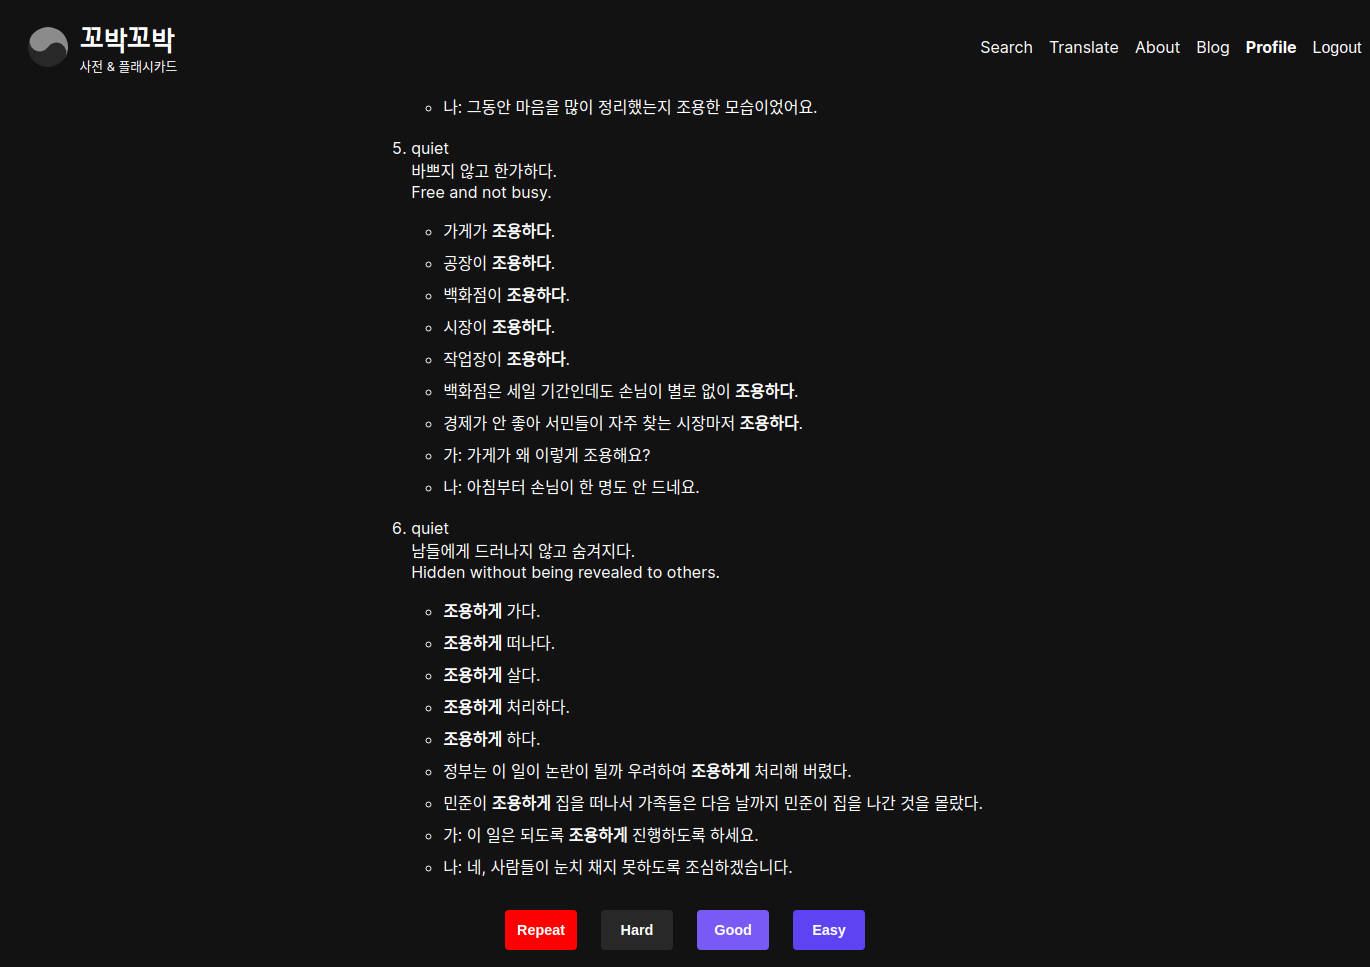 꼬박꼬박
사전 & 플래시카드
Search Translate About Blog Profile Logout
나: 그동안 마음을 많이 정리했는지 조용한 모습이었어요.
5. quiet
바쁘지 않고 한가하다.
Free and not busy.
가게가 조용하다.
공장이 조용하다.
백화점이 조용하다.
시장이 조용하다.
작업장이 조용하다.
백화점은 세일 기간인데도 손님이 별로 없이 조용하다.
경제가 안 좋아 서민들이 자주 찾는 시장마저 조용하다.
가: 가게가 왜 이렇게 조용해요?
나: 아침부터 손님이 한 명도 안 드네요.
6. quiet
남들에게 드러나지 않고 숨겨지다.
Hidden without being revealed to others.
조용하게 가다.
조용하게 떠나다.
조용하게 살다.
조용하게 처리하다.
조용하게 하다.
정부는 이 일이 논란이 될까 우려하여 조용하게 처리해 버렸다.
민준이 조용하게 집을 떠나서 가족들은 다음 날까지 민준이 집을 나간 것을 몰랐다.
가: 이 일은 되도록 조용하게 진행하도록 하세요.
나: 네, 사람들이 눈치 채지 못하도록 조심하겠습니다.
Repeat Hard Good Easy